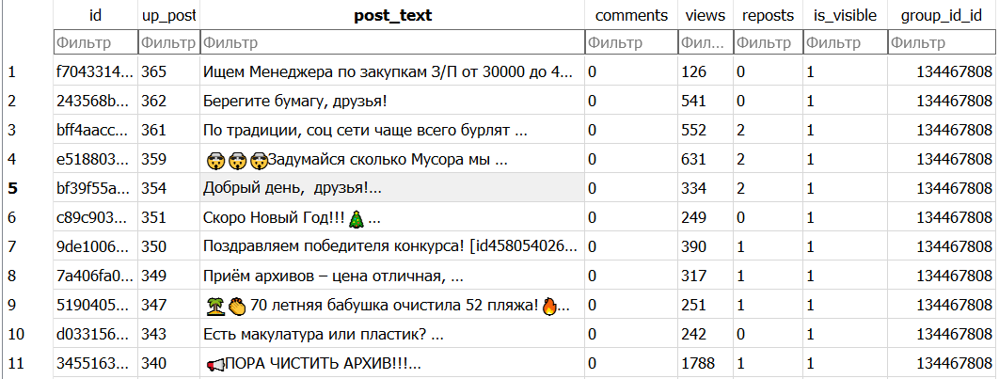 id up_post post_text comments views reposts is_visible group_id_id
Фильтр Фильтр Фильтр Фильтр Фил... Фильтр Фильтр Фильтр
1 f7043314... 365 Ищем Менеджера по закупкам З/П от 30000 до 4... 0 126 0 1 134467808
2 243568b... 362 Берегите бумагу, друзья! 0 541 0 1 134467808
3 bff4aacc... 361 По традиции, соц сети чаще всего бурлят ... 0 552 2 1 134467808
4 e518803... 359 Задумайся сколько Мусора мы ... 0 631 2 1 134467808
5 bf39f55a... 354 Добрый день, друзья!... 0 334 2 1 134467808
6 c89c903... 351 Скоро Новый Год!!! ... 0 249 0 1 134467808
7 9de1006... 350 Поздравляем победителя конкурса! [id458054026... 0 390 1 1 134467808
8 7a406fa0... 349 Приём архивов – цена отличная, ... 0 317 1 1 134467808
9 5190405... 347 70 летняя бабушка очистила 52 пляжа! ... 0 251 1 1 134467808
10 d033156... 343 Есть макулатура или пластик? ... 0 242 0 1 134467808
11 3455163... 340 ПОРА ЧИСТИТЬ АРХИВ!!!... 0 1788 1 1 134467808